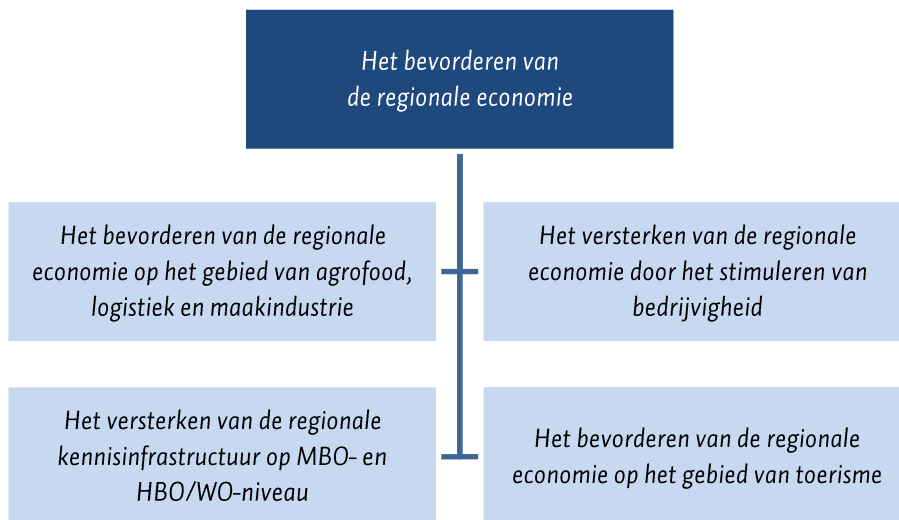 Het bevorderen van
de regionale economie
Het bevorderen van de regionale
economie op het gebied van agrofood,
logistiek en maakindustrie
Het versterken van de regionale
economie door het stimuleren van
bedrijvigheid
Het versterken van de regionale
kennisinfrastructuur op MBO- en
HBO/WO-niveau
Het bevorderen van de regionale
economie op het gebied van toerisme